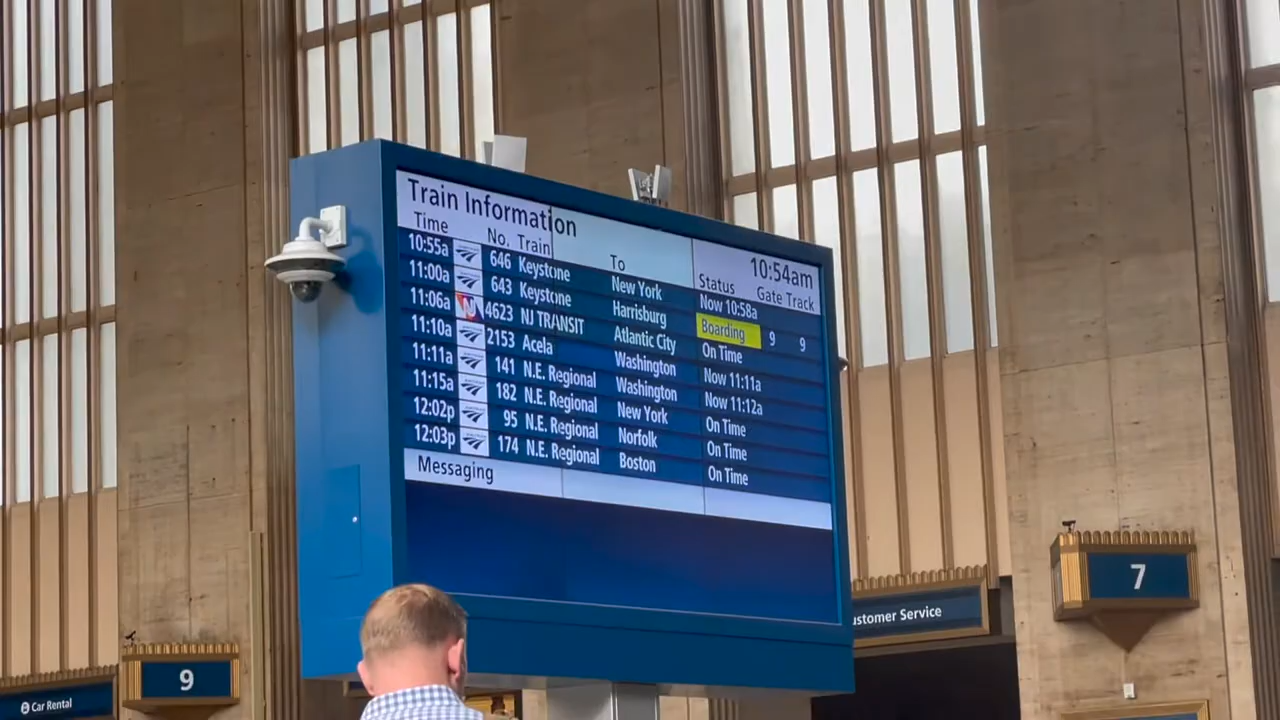 Train Information 10:54am
Time No. Train To Status Gate Track
10:55a 646 Keystone New York Now 10:58a
11:00a 643 Keystone Harrisburg Boarding 9 9
11:06a 4623 NJ TRANSIT Atlantic City On Time
11:10a 2153 Acela Washington Now 11:11a
11:11a 141 N.E. Regional Washington Now 11:12a
11:15a 182 N.E. Regional New York On Time
12:02p 95 N.E. Regional Norfolk On Time
12:03p 174 N.E. Regional Boston On Time
Messaging
7
ustomer Service
9
Car Rental